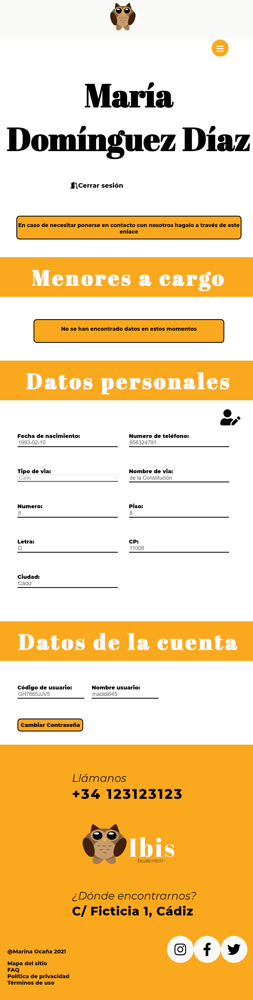 María
Domínguez Díaz
Cerrar sesión
En caso de necesitar ponerse en contacto con nosotros hagalo a través de este
enlace
Menores a cargo
No se han encontrado datos en estos momentos
Datos personales
Fecha de nacimiento:
1993-02-10
Numero de teléfono:
856324791
Tipo de via:
Calle
Nombre de via:
de la Constitución
Numero:
8
Piso:
8
Letra:
D
CP:
11008
Ciudad:
Cádiz
Datos de la cuenta
Código de usuario:
GH7665JJV5
Nombre usuario:
madidi645
Cambiar Contraseña
Llámanos
+34 123123123
Ibis
— Escuela infantil —
¿Dónde encontrarnos?
C/ Ficticia 1, Cádiz
@Marina Ocaña 2021
Mapa del sitio
FAQ
Política de privacidad
Términos de uso